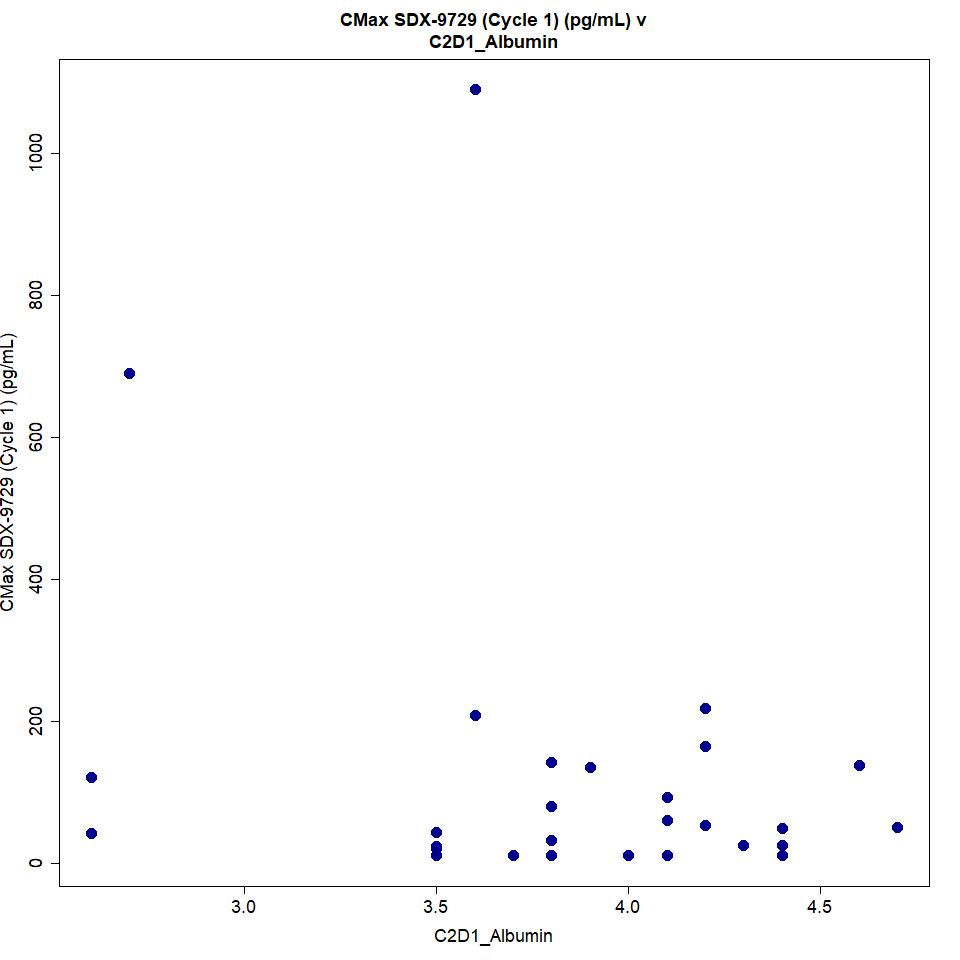 CMax SDX-9729 (Cycle 1) (pg/mL) v
C2D1_Albumin
CMax SDX-9729 (Cycle 1) (pg/mL)
1000
800
600
400
200
0
3.0
3.5
4.0
4.5
C2D1_Albumin